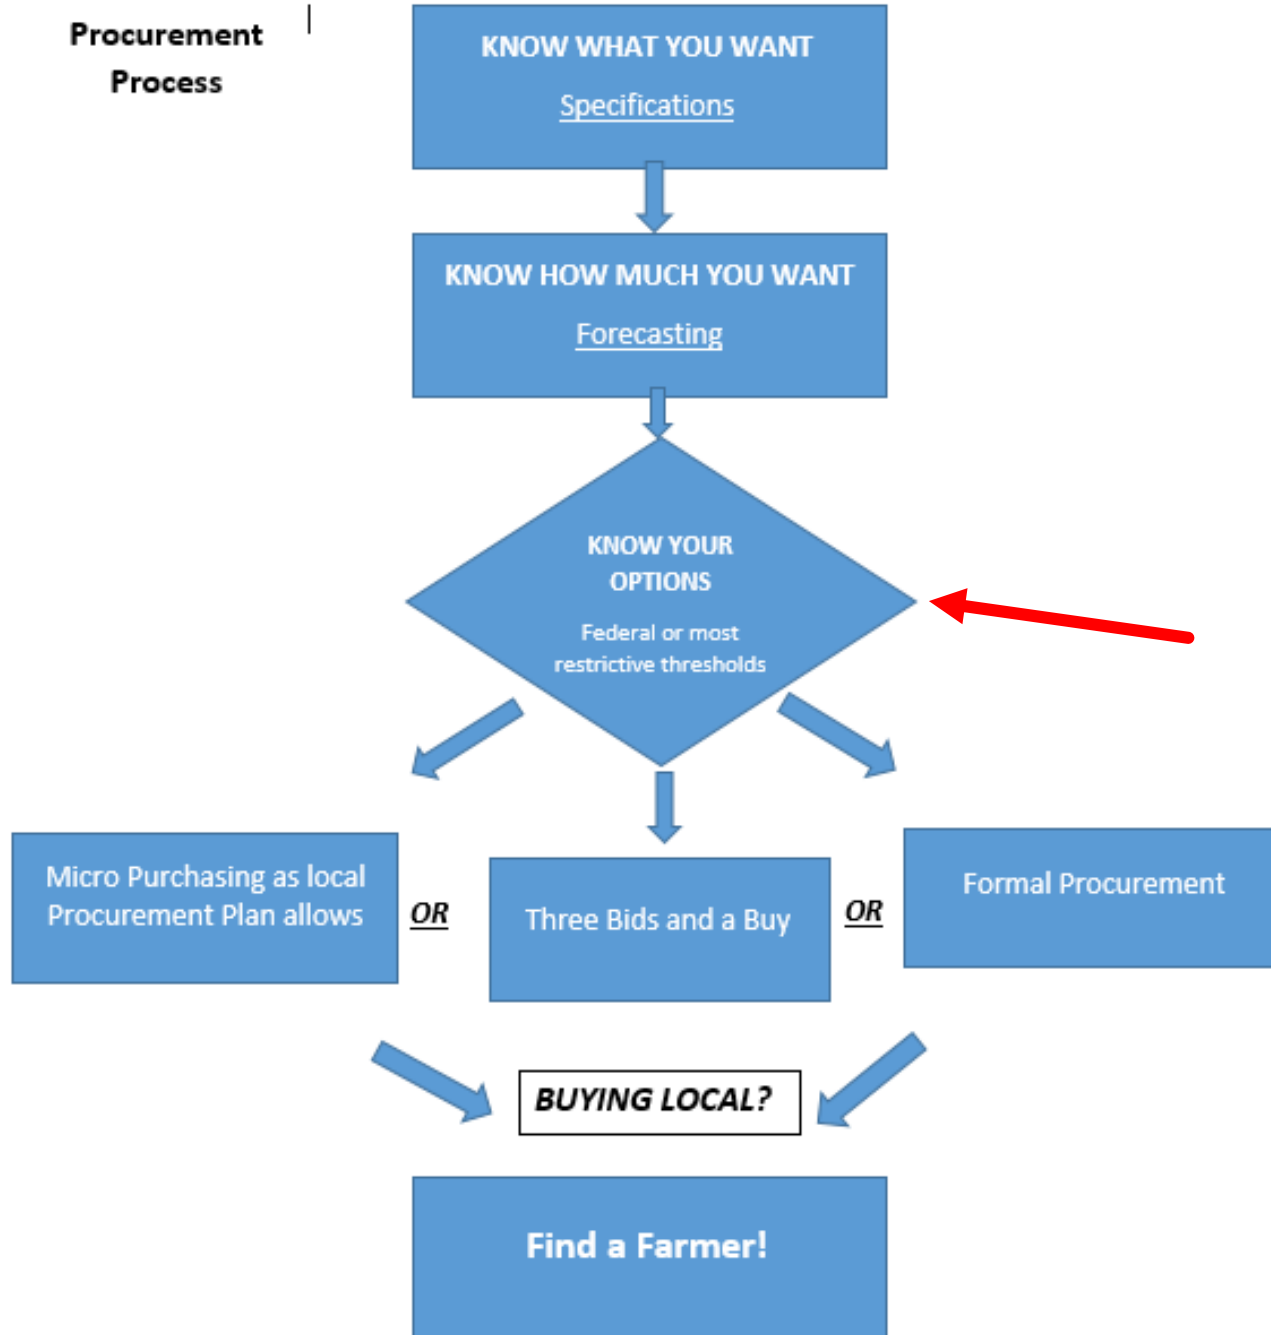 Procurement
Process
KNOW WHAT YOU WANT
Specifications
KNOW HOW MUCH YOU WANT
Forecasting
KNOW YOUR
OPTIONS
Federal or most
restrictive thresholds
Micro Purchasing as local
Procurement Plan allows
OR
Three Bids and a Buy
OR
Formal Procurement
BUYING LOCAL?
Find a Farmer!